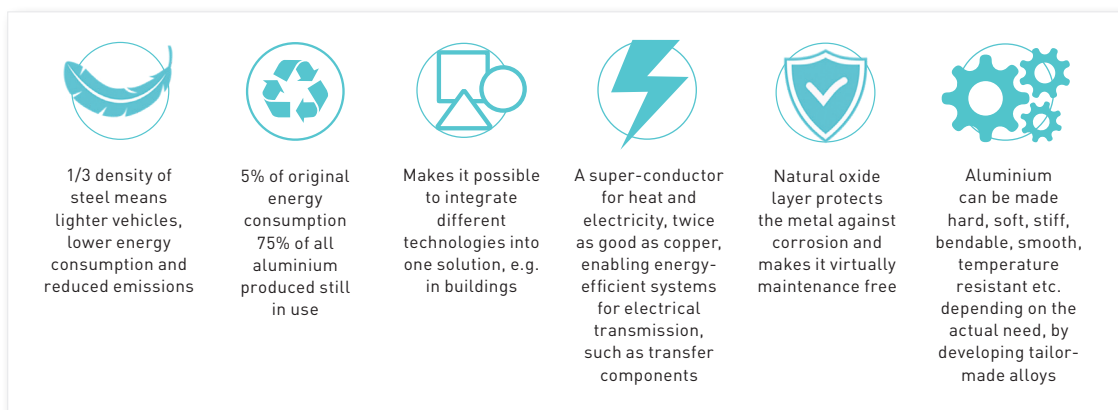 1/3 density of
steel means
lighter vehicles,
lower energy
consumption and
reduced emissions
5% of original
energy
consumption
75% of all
aluminium
produced still
in use
Makes it possible
to integrate
different
technologies into
one solution, e.g.
in buildings
A super-conductor
for heat and
electricity, twice
as good as copper,
enabling energy-
efficient systems
for electrical
transmission,
such as transfer
components
Natural oxide
layer protects
the metal against
corrosion and
makes it virtually
maintenance free
Aluminium
can be made
hard, soft, stiff,
bendable, smooth,
temperature
resistant etc.
depending on the
actual need, by
developing tailor-
made alloys